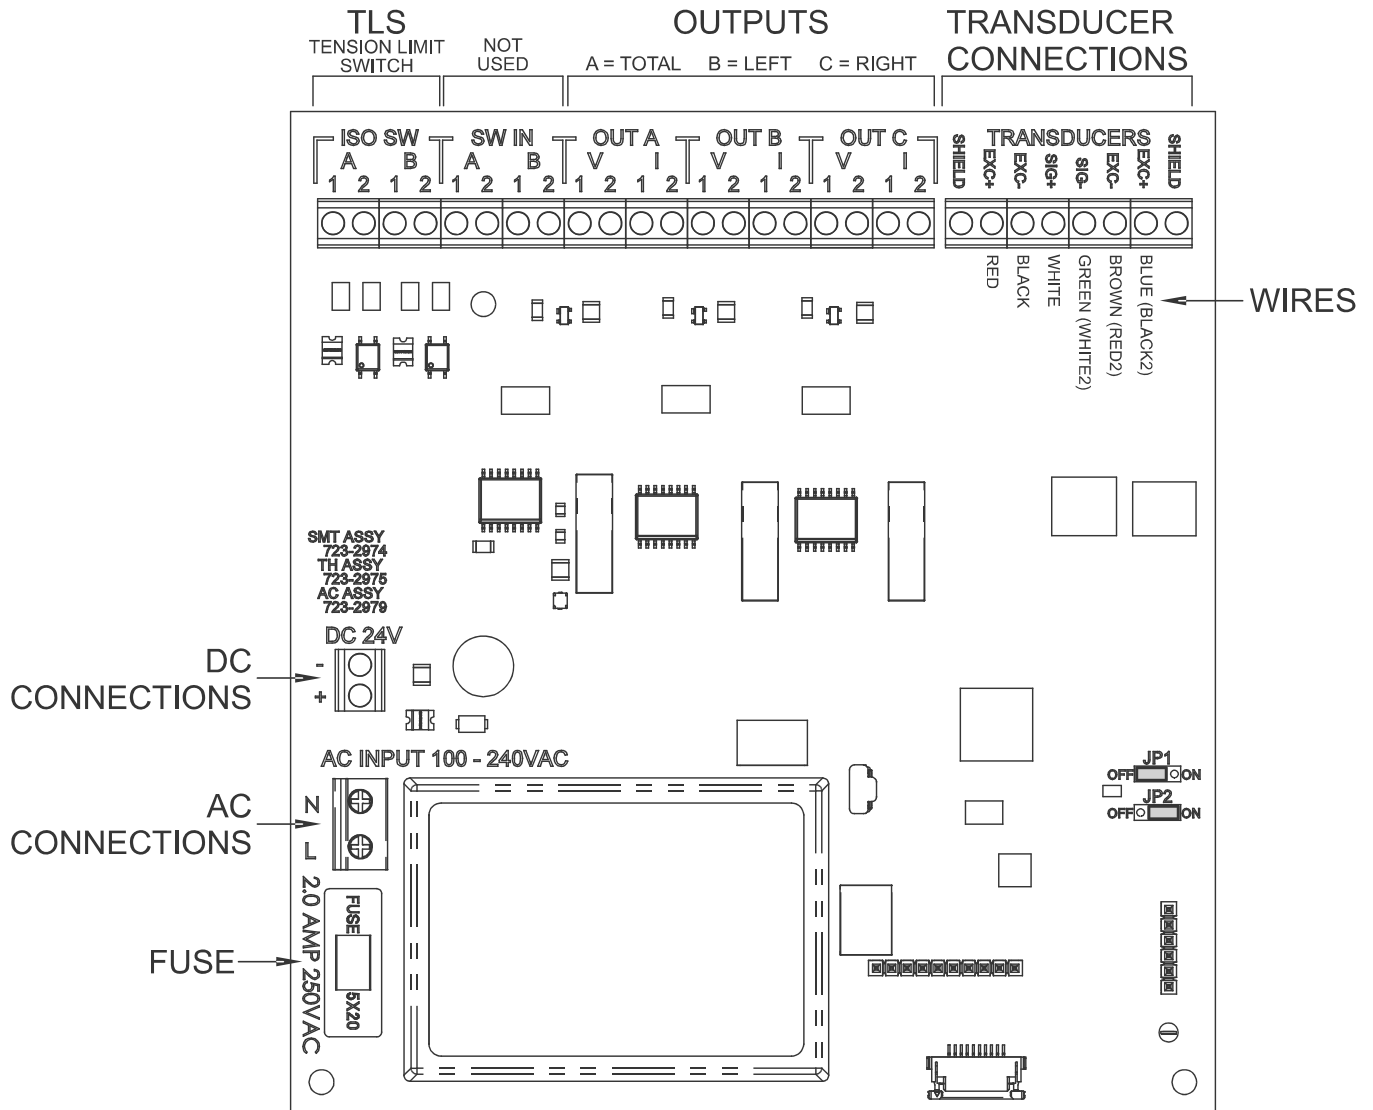 TLS
TENSION LIMIT
SWITCH
NOT
USED
OUTPUTS
A = TOTAL B = LEFT C = RIGHT
TRANSDUCER
CONNECTIONS
ISO SW SW IN OUT A OUT B OUT C TRANSDUCERS
A B A B V I V I V I
1 2 1 2 1 2 1 2 1 2 1 2 1 2 1 2 1 2 1 2
SHIELD
EXC+
EXC-
SIG+
SIG-
EXC-
EXC+
SHIELD
RED
BLACK
WHITE
GREEN (WHITE2)
BROWN (RED2)
BLUE (BLACK2)
WIRES
SMT ASSY
723-2974
TH ASSY
723-2975
AC ASSY
723-2979
DC 24V
-
+
DC
CONNECTIONS
AC INPUT 100 - 240VAC
N
L
AC
CONNECTIONS
JP1
OFF ON
JP2
OFF ON
2.0 AMP 250VAC
FUSE
5X20
FUSE